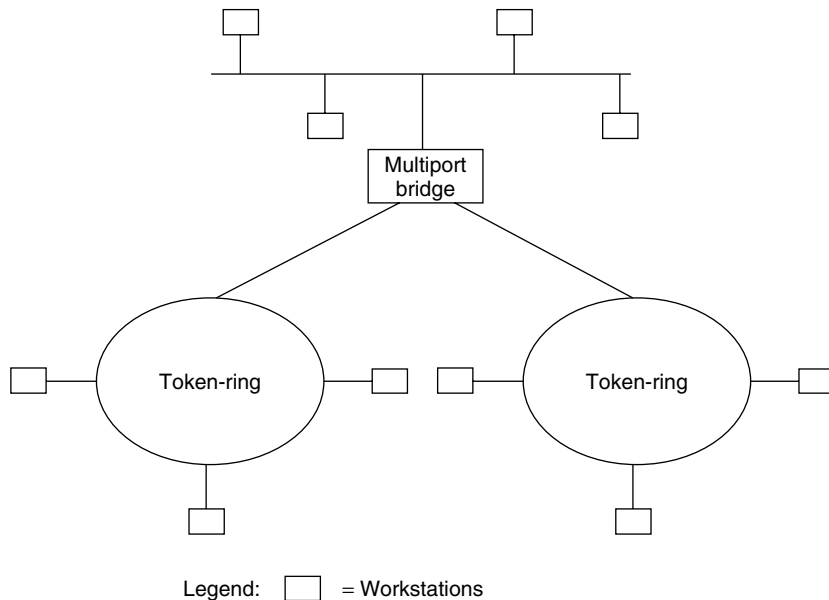 Multiport
bridge
Token-ring
Token-ring
Legend:
= Workstations